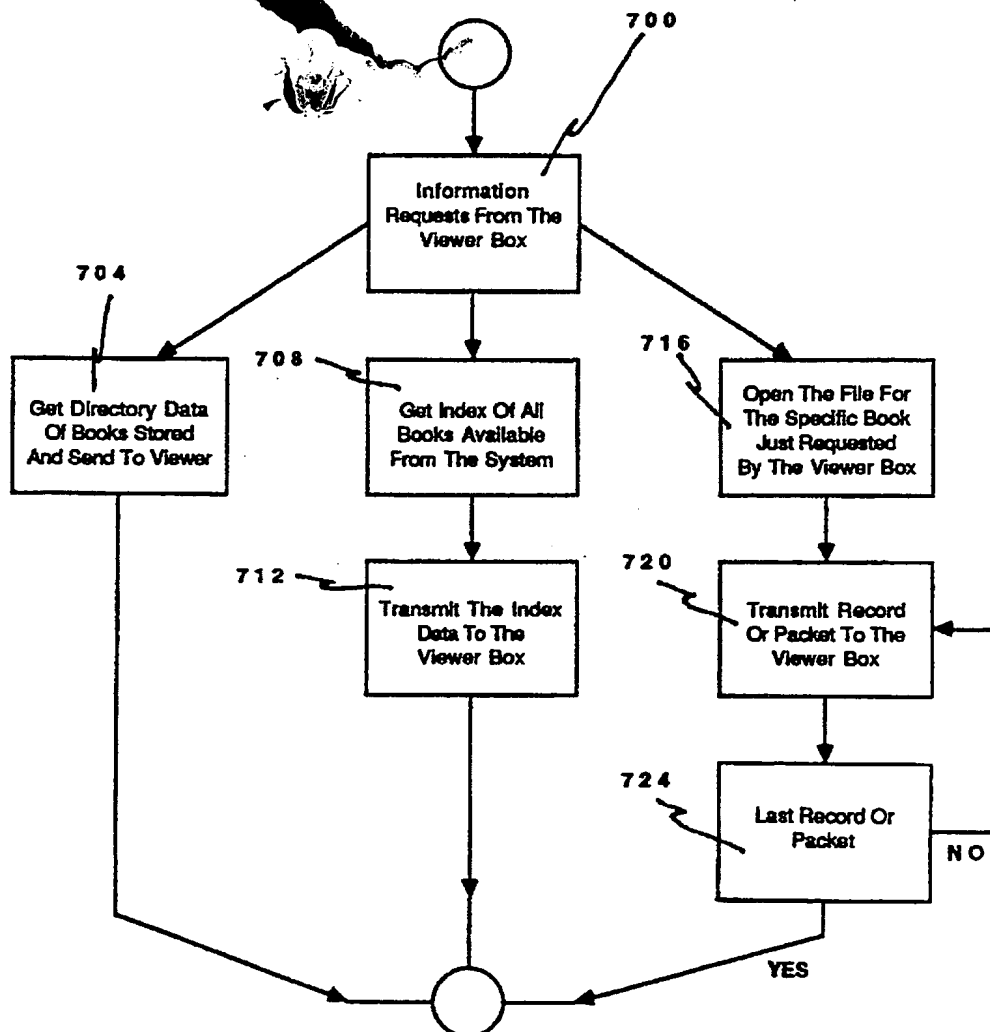 700
Information
Requests From The
Viewer Box
704
Get Directory Data
Of Books Stored
And Send To Viewer
708
Get Index Of All
Books Available
From The System
716
Open The File For
The Specific Book
Just Requested
By The Viewer Box
712
Transmit The Index
Data To The
Viewer Box
720
Transmit Record
Or Packet To The
Viewer Box
724
Last Record Or
Packet
NO
YES